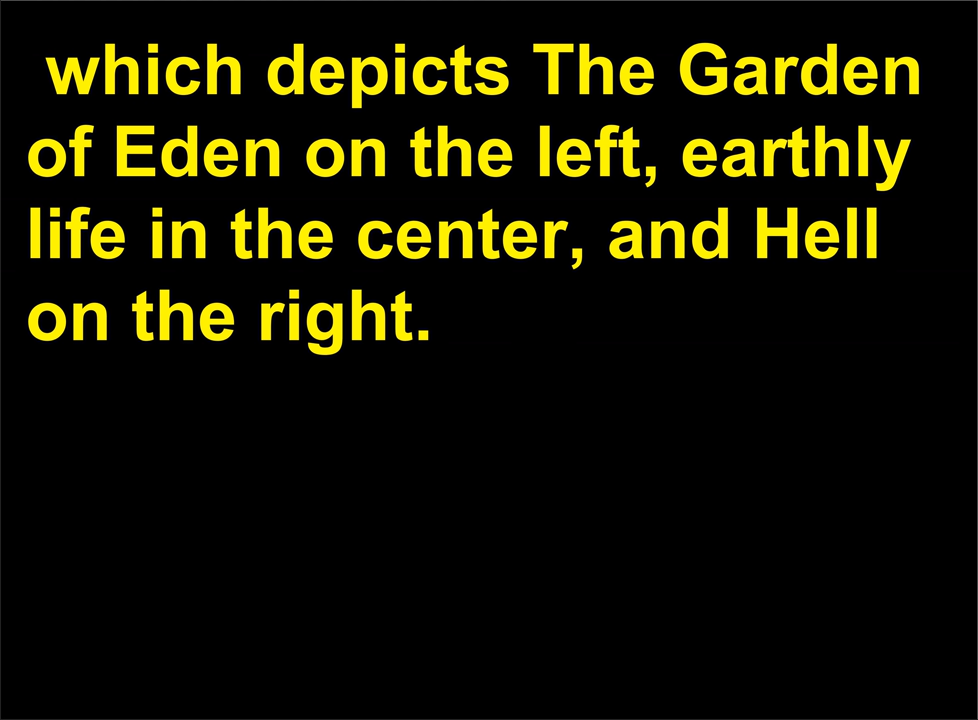 which depicts The Garden
of Eden on the left, earthly
life in the center, and Hell
on the right.